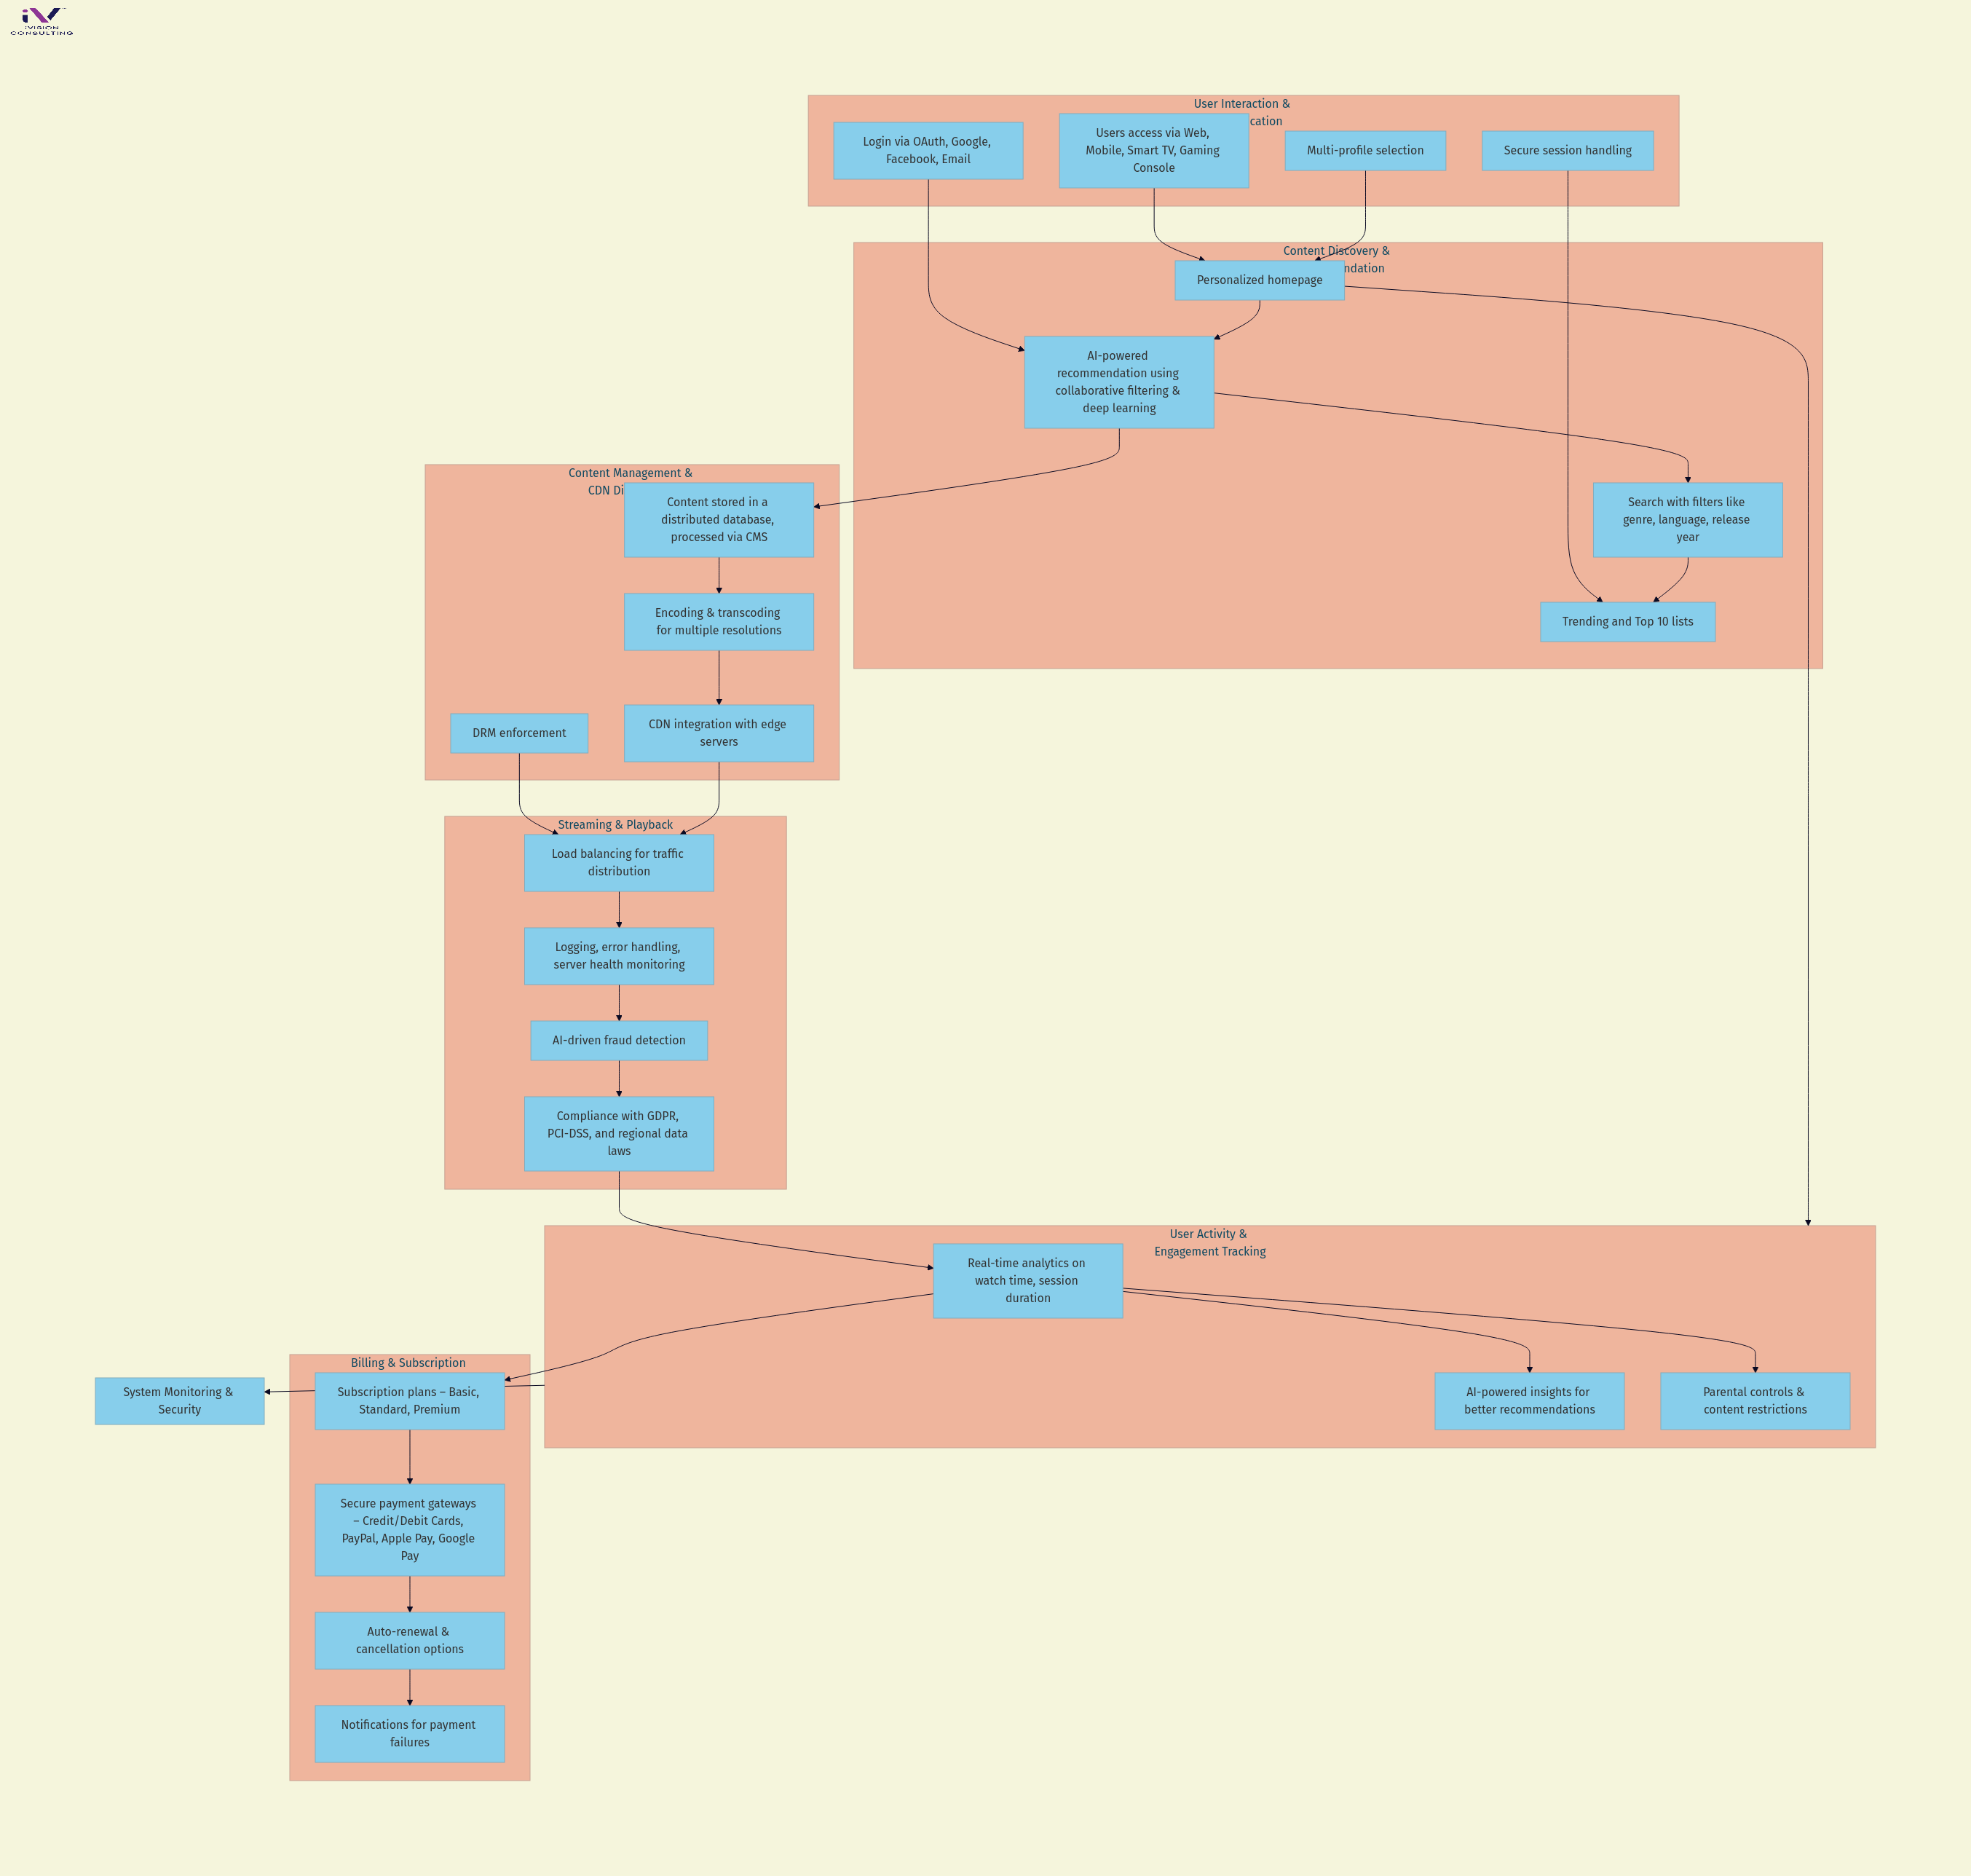 iV
iVISION
CONSULTING
User Interaction &
cation
Login via OAuth, Google,
Facebook, Email
Users access via Web,
Mobile, Smart TV, Gaming
Console
Multi-profile selection
Secure session handling
Content Discovery &
ndation
Personalized homepage
AI-powered
recommendation using
collaborative filtering &
deep learning
Search with filters like
genre, language, release
year
Trending and Top 10 lists
Content Management &
CDN Di
Content stored in a
distributed database,
processed via CMS
Encoding & transcoding
for multiple resolutions
DRM enforcement
CDN integration with edge
servers
Streaming & Playback
Load balancing for traffic
distribution
Logging, error handling,
server health monitoring
AI-driven fraud detection
Compliance with GDPR,
PCI-DSS, and regional data
laws
User Activity &
Engagement Tracking
Real-time analytics on
watch time, session
duration
AI-powered insights for
better recommendations
Parental controls &
content restrictions
Billing & Subscription
System Monitoring &
Security
Subscription plans – Basic,
Standard, Premium
Secure payment gateways
– Credit/Debit Cards,
PayPal, Apple Pay, Google
Pay
Auto-renewal &
cancellation options
Notifications for payment
failures